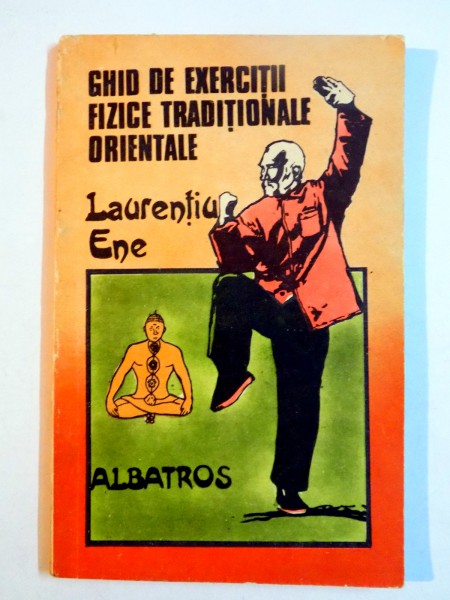 GHID DE EXERCIȚII
FIZICE TRADIȚIONALE
ORIENTALE
Laurențiu
Ene
ALBATROS